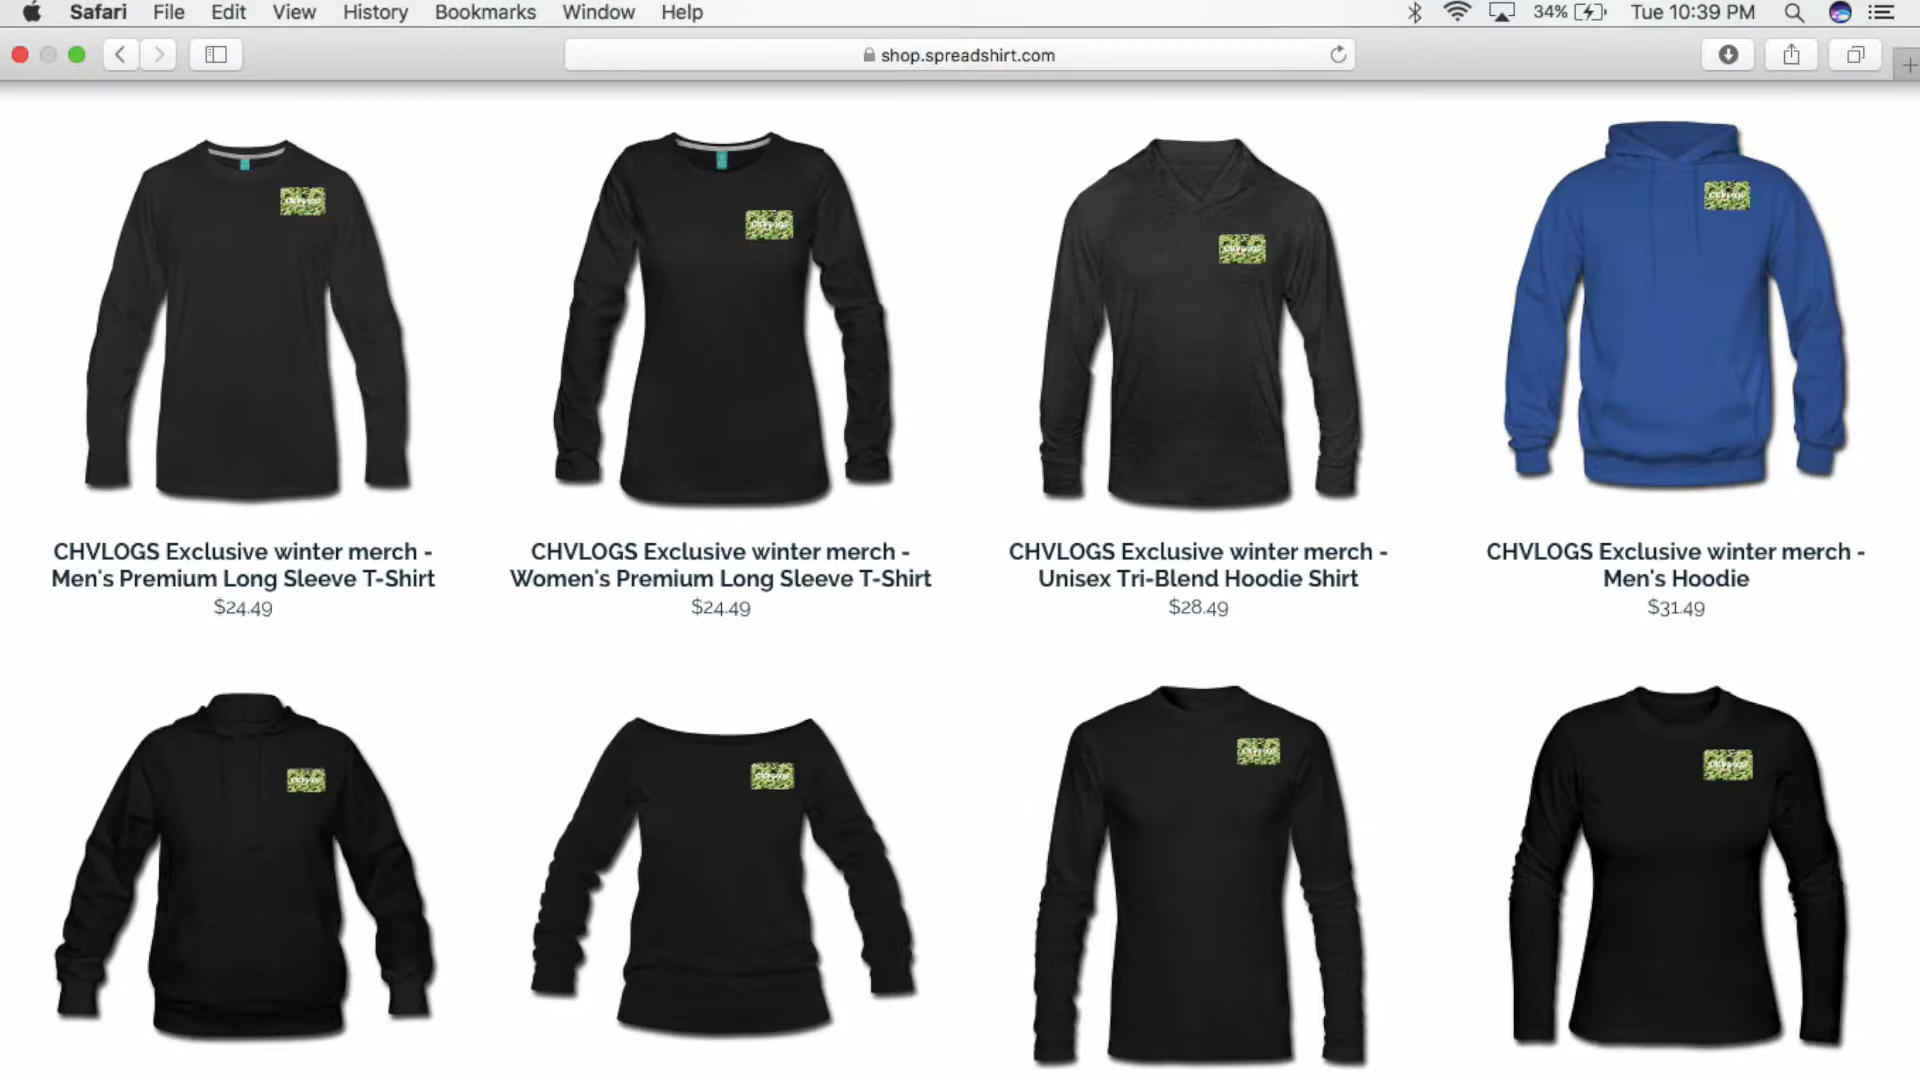 Safari File Edit View History Bookmarks Window Help 34% Tue 10:39 PM
shop.spreadshirt.com
CHVLOGS Exclusive winter merch -
Men's Premium Long Sleeve T-Shirt
$24.49
CHVLOGS Exclusive winter merch -
Women's Premium Long Sleeve T-Shirt
$24.49
CHVLOGS Exclusive winter merch -
Unisex Tri-Blend Hoodie Shirt
$28.49
CHVLOGS Exclusive winter merch -
Men's Hoodie
$31.49